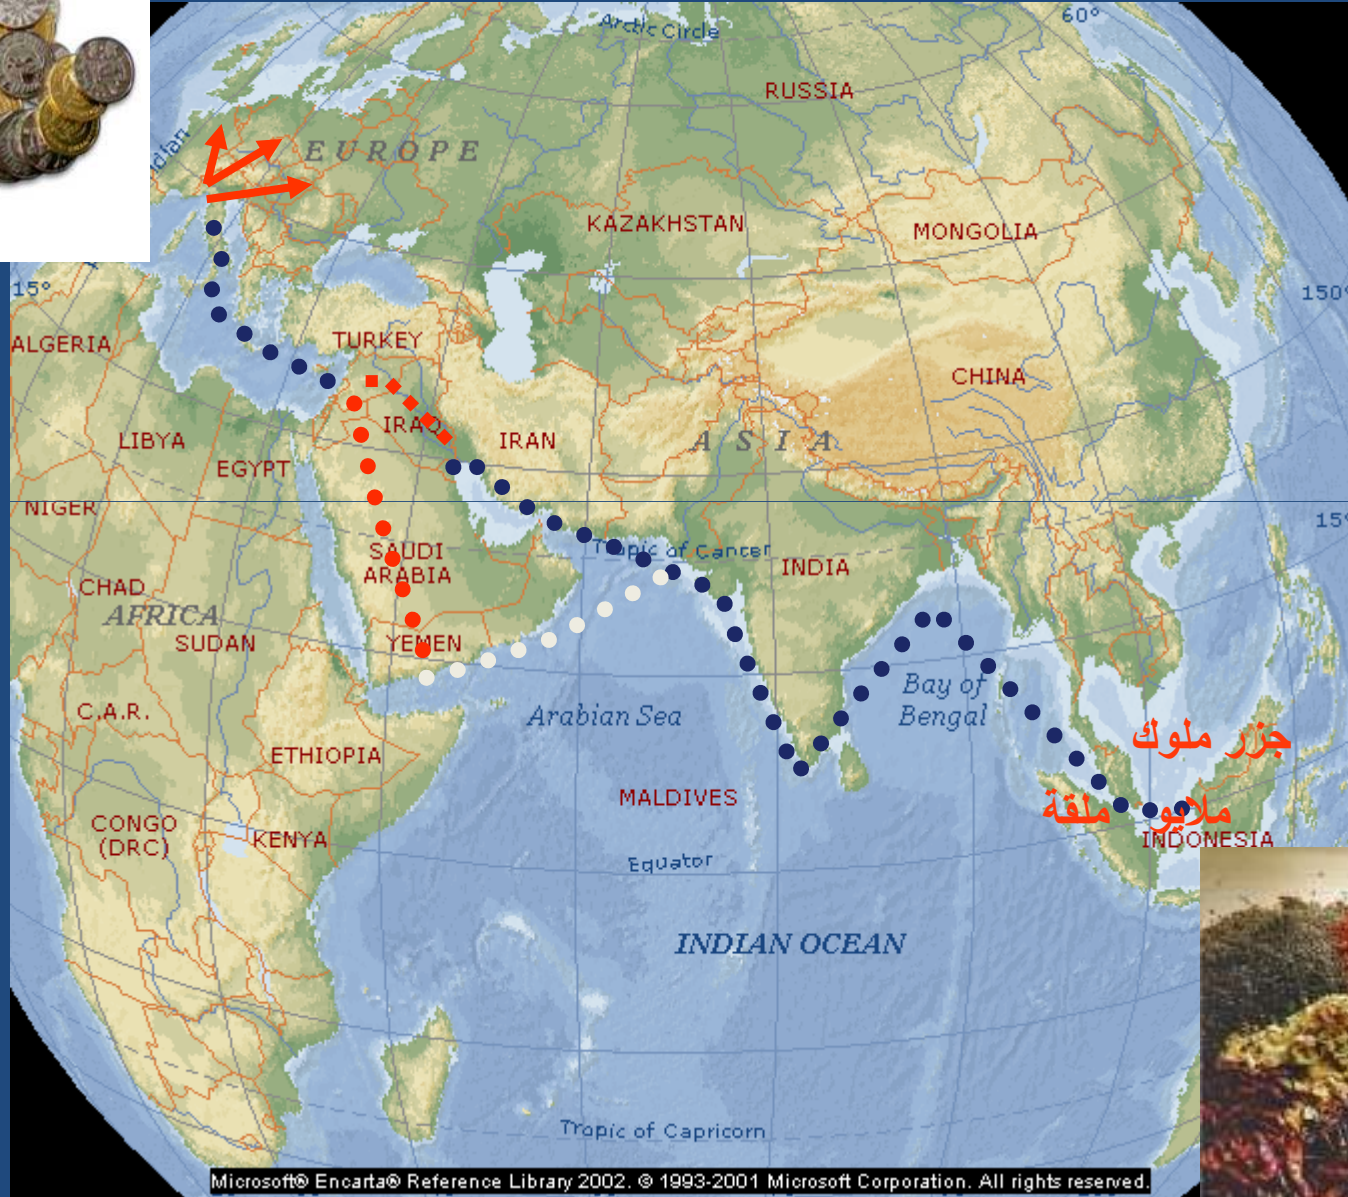 60°
Arctic Circle
RUSSIA
EUROPE
KAZAKHSTAN
MONGOLIA
15°
150°
ALGERIA
TURKEY
CHINA
IRAQ
IRAN
ASIA
LIBYA
EGYPT
NIGER
15°
SAUDI
ARABIA
Tropic of Cancer
INDIA
CHAD
AFRICA
SUDAN
YEMEN
Bay of
Bengal
C.A.R.
Arabian Sea
جزر ملوك
ETHIOPIA
MALDIVES
ملايو ملقة
CONGO
(DRC)
KENYA
INDONESIA
Equator
INDIAN OCEAN
Tropic of Capricorn
Microsoft® Encarta® Reference Library 2002. © 1993-2001 Microsoft Corporation. All rights reserved.